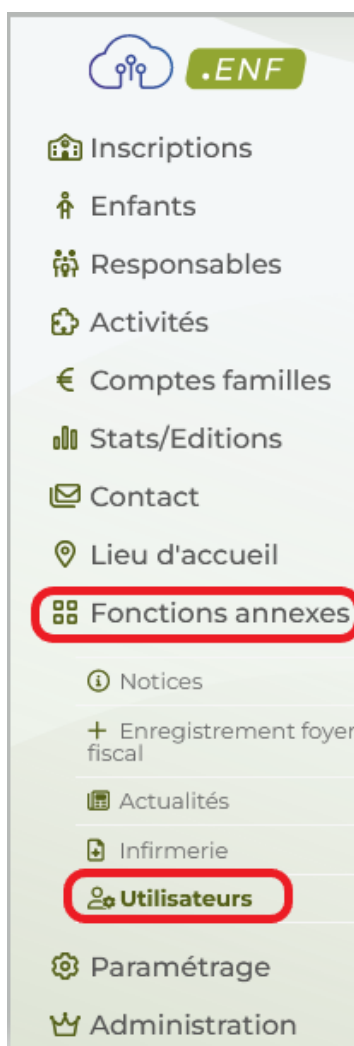 .ENF
Inscriptions
Enfants
Responsables
Activités
Comptes familles
Stats/Editions
Contact
Lieu d'accueil
Fonctions annexes
Notices
Enregistrement foyer
fiscal
Actualités
Infirmerie
Utilisateurs
Paramétrage
Administration